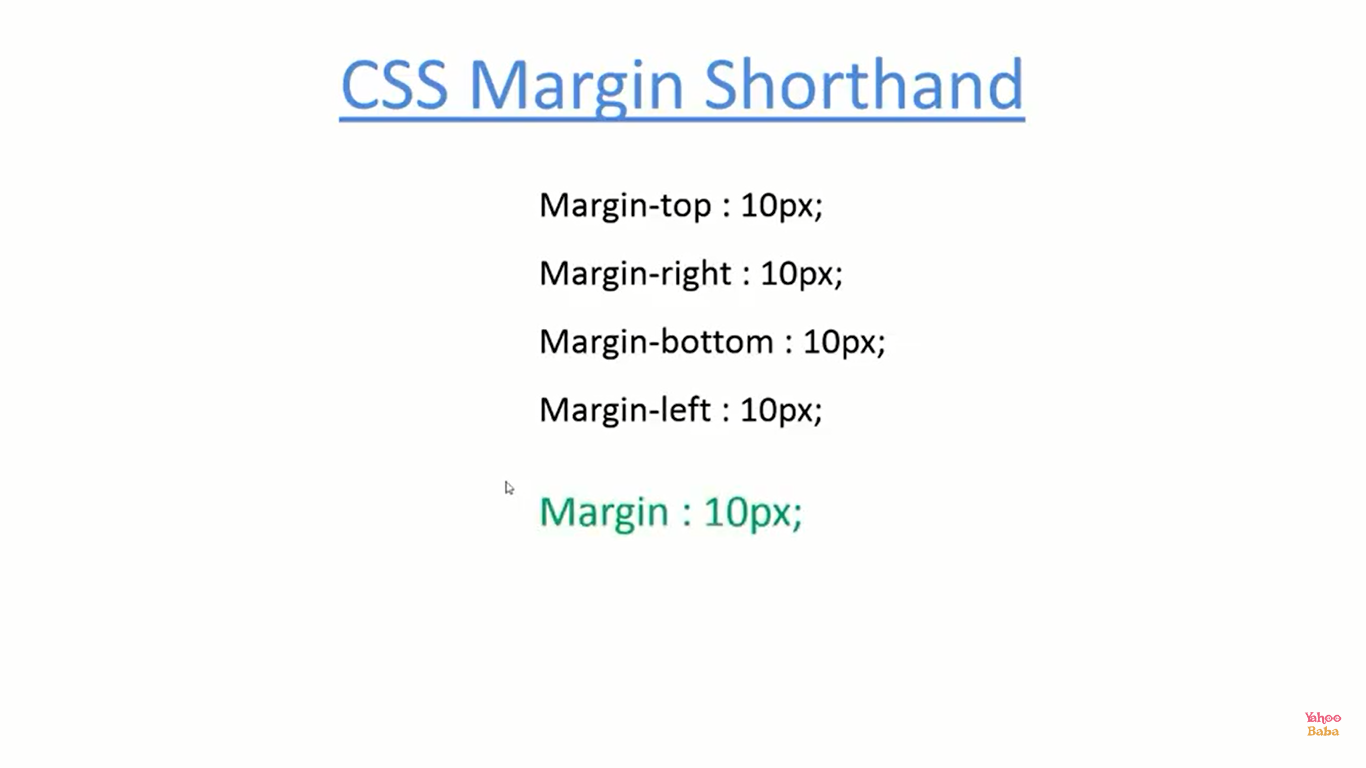 CSS Margin Shorthand
Margin-top : 10px;
Margin-right : 10px;
Margin-bottom : 10px;
Margin-left : 10px;
Margin : 10px;
Yahoo
Baba